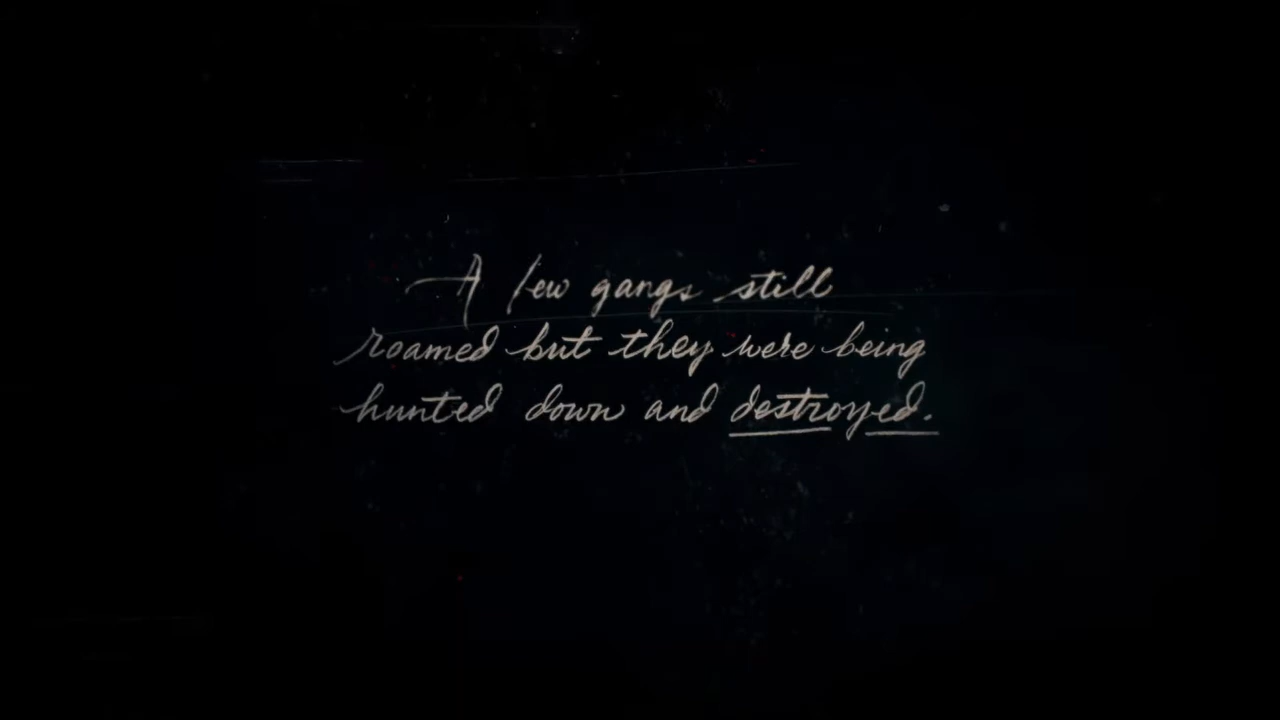 A few gangs still
roamed but they were being
hunted down and destroyed.